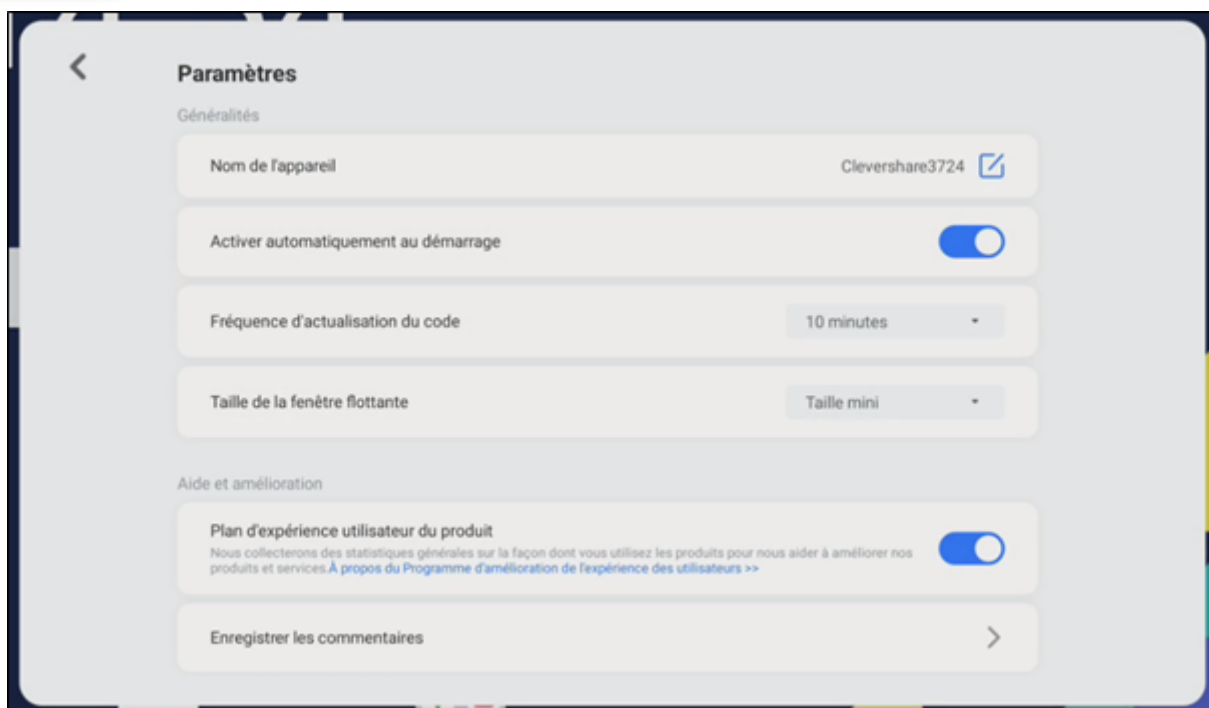 Paramètres
Généralités
Nom de l'appareil
Clevershare3724
Activer automatiquement au démarrage
Fréquence d'actualisation du code
10 minutes
Taille de la fenêtre flottante
Taille mini
Aide et amélioration
Plan d'expérience utilisateur du produit
Nous collecterons des statistiques générales sur la façon dont vous utilisez les produits pour nous aider à améliorer nos
produits et services.À propos du Programme d'amélioration de l'expérience des utilisateurs >>
Enregistrer les commentaires